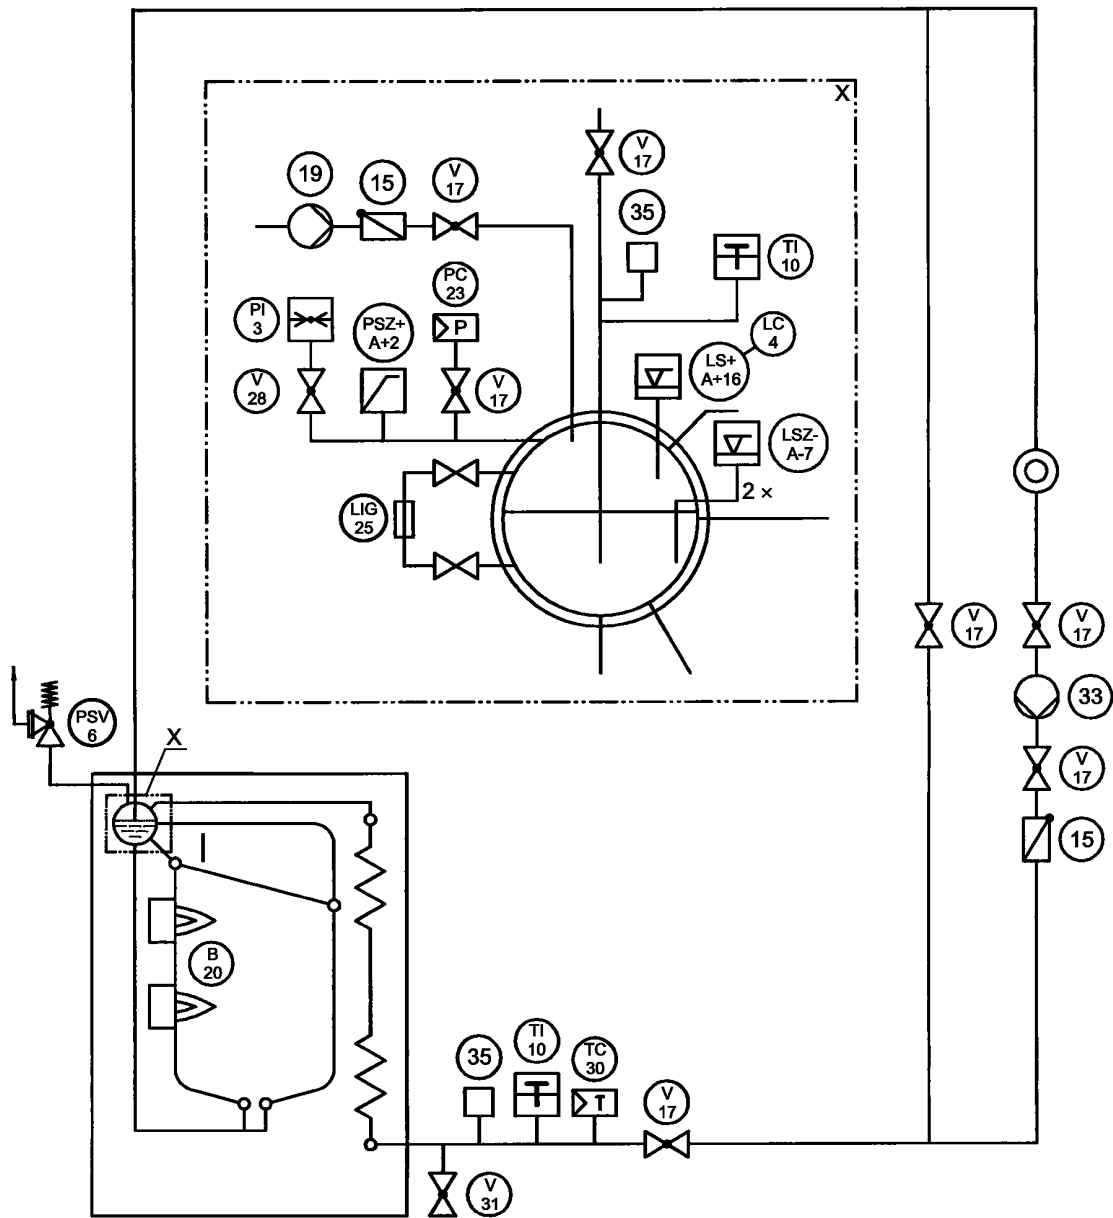 X
V
17
19
15
V
17
35
TI
10
PC
23
PI
3
PSZ+
A+2
P
LC
4
LS+
A+16
V
28
V
17
LSZ-
A-7
2 ×
LIG
25
V
17
V
17
33
PSV
6
X
V
17
15
I
B
20
35
TI
10
T
TC
30
T
V
17
V
31